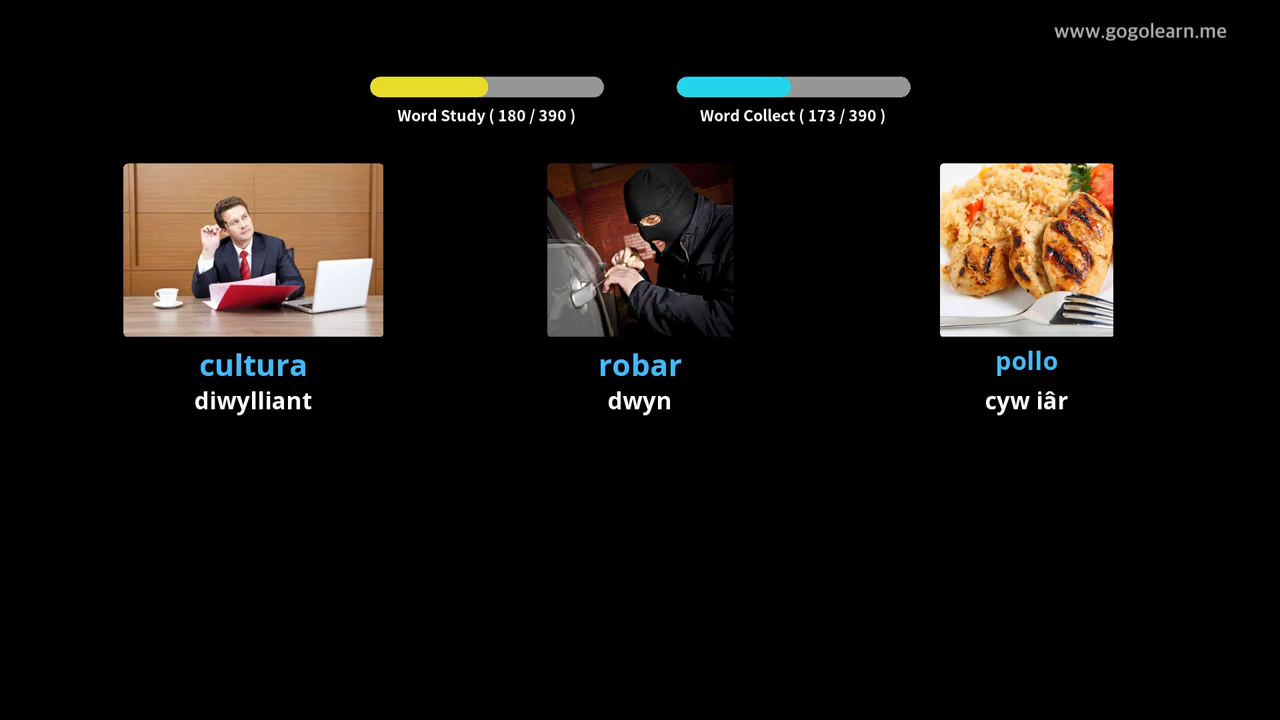 www.gogolearn.me
Word Study ( 180 / 390 )
Word Collect ( 173 / 390 )
cultura
diwylliant
robar
dwyn
pollo
cyw iâr